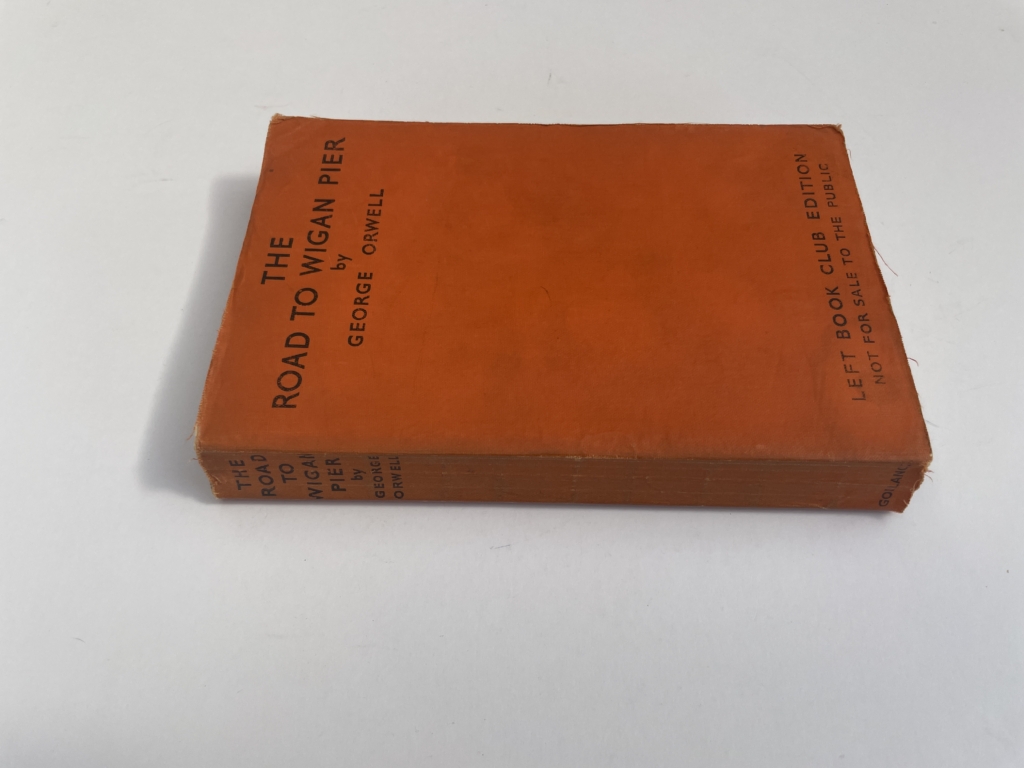 THE
ROAD TO WIGAN PIER
by
GEORGE ORWELL
LEFT BOOK CLUB EDITION
NOT FOR SALE TO THE PUBLIC
THE
ROAD
TO
WIGAN
PIER
by
GEORGE
ORWELL